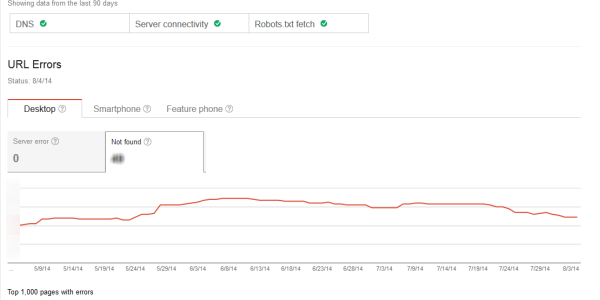 Showing data from the last 90 days
DNS
Server connectivity
Robots.txt fetch
URL Errors
Status: 8/4/14
Desktop
Smartphone
Feature phone
Server error
Not found
0
... 5/9/14 5/14/14 5/19/14 5/24/14 5/29/14 6/3/14 6/8/14 6/13/14 6/18/14 6/23/14 6/28/14 7/3/14 7/9/14 7/14/14 7/19/14 7/24/14 7/29/14 8/3/14
Top 1,000 pages with errors